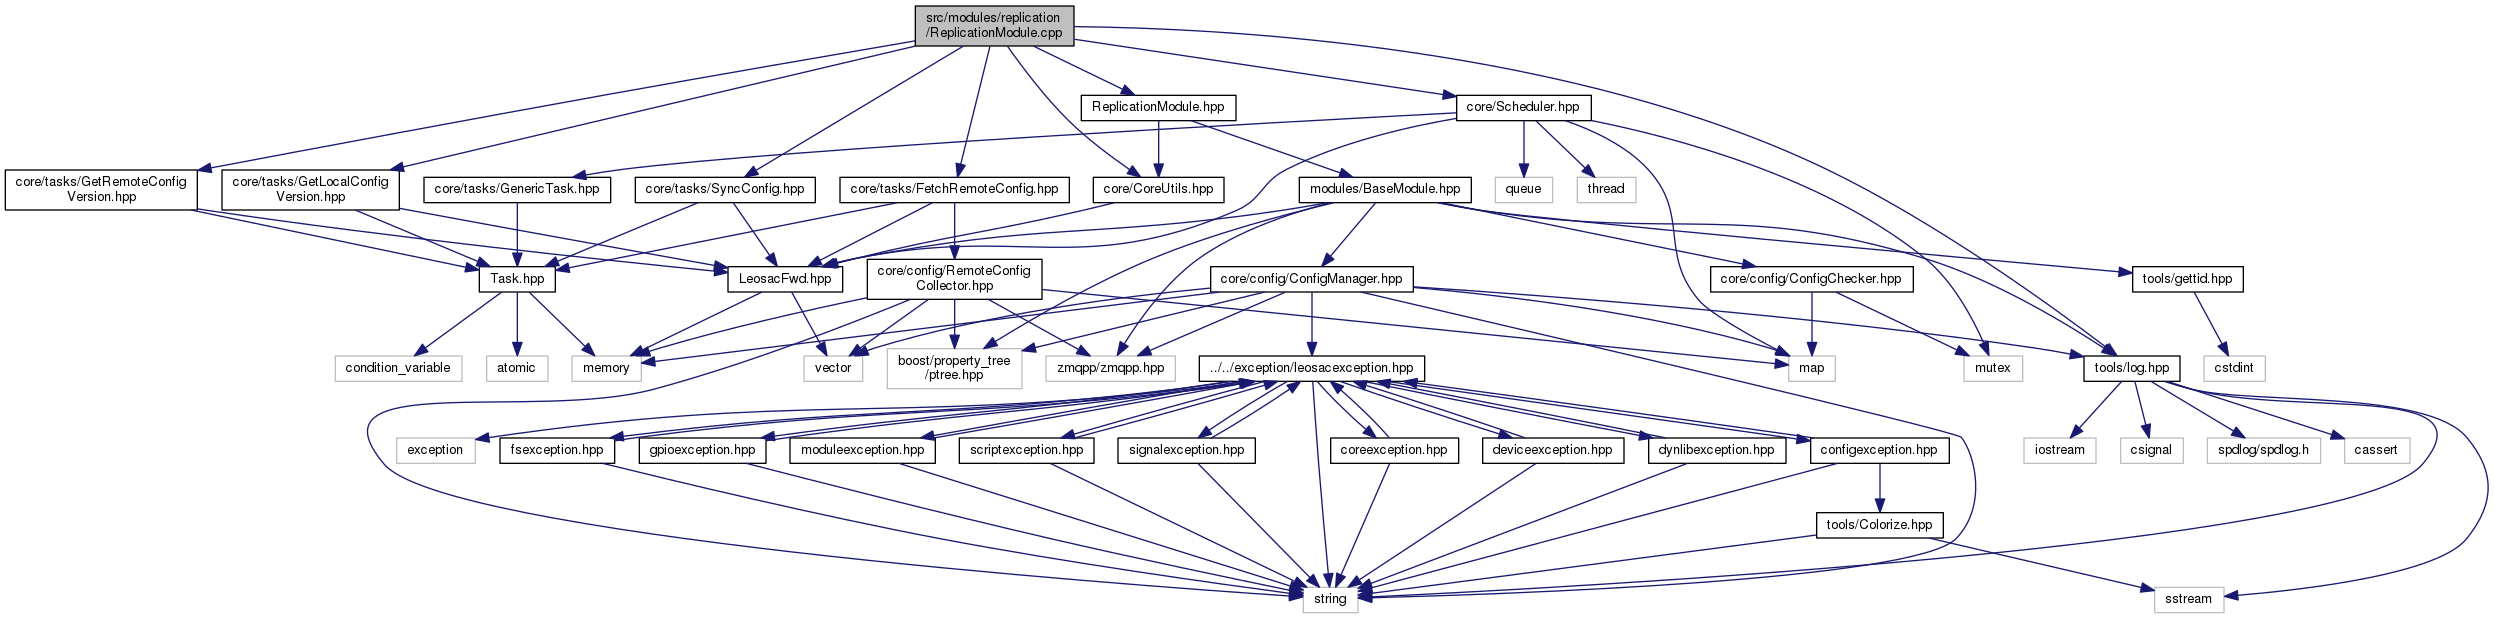 src/modules/replication
/ReplicationModule.cpp
ReplicationModule.hpp
core/Scheduler.hpp
core/tasks/GetRemoteConfig
Version.hpp
core/tasks/GetLocalConfig
Version.hpp
core/tasks/GenericTask.hpp
core/tasks/SyncConfig.hpp
core/tasks/FetchRemoteConfig.hpp
core/CoreUtils.hpp
modules/BaseModule.hpp
queue
thread
Task.hpp
LeosacFwd.hpp
core/config/RemoteConfig
Collector.hpp
core/config/ConfigManager.hpp
core/config/ConfigChecker.hpp
tools/gettid.hpp
condition_variable
atomic
memory
vector
boost/property_tree
/ptree.hpp
zmqpp/zmqpp.hpp
../../exception/leosacexception.hpp
map
mutex
tools/log.hpp
cstdint
exception
fsexception.hpp
gpioexception.hpp
moduleexception.hpp
scriptexception.hpp
signalexception.hpp
coreexception.hpp
deviceexception.hpp
dynlibexception.hpp
configexception.hpp
iostream
csignal
spdlog/spdlog.h
cassert
tools/Colorize.hpp
string
sstream